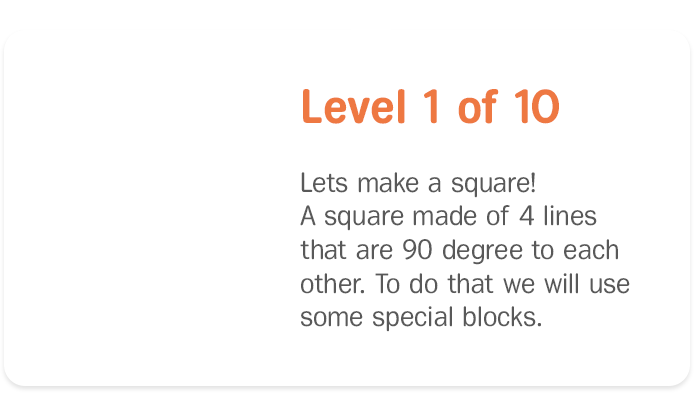 Level 1 of 10
Lets make a square!
A square made of 4 lines
that are 90 degree to each
other. To do that we will use
some special blocks.